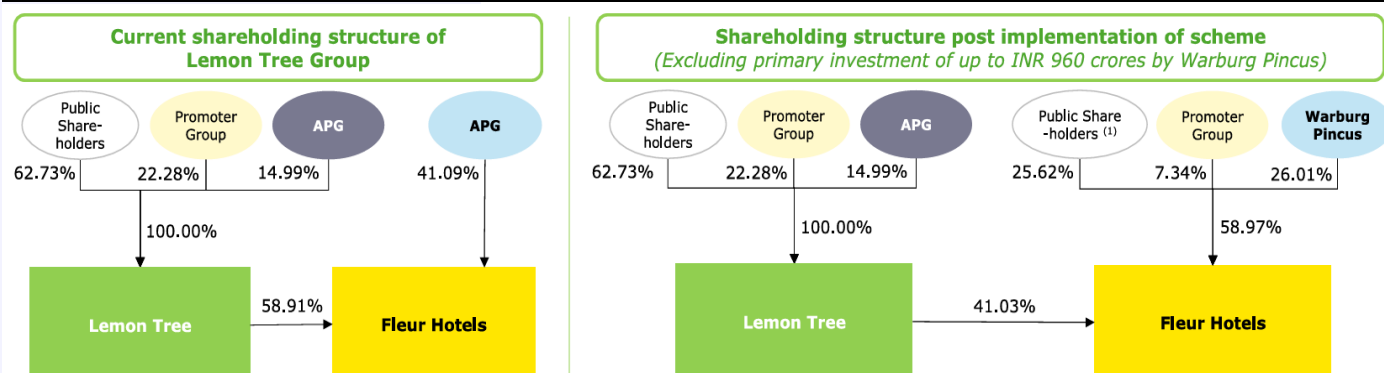 Current shareholding structure of
Lemon Tree Group
Public
Share-
holders
Promoter
Group
APG
APG
62.73%
22.28%
14.99%
41.09%
100.00%
Lemon Tree
58.91%
Fleur Hotels
Shareholding structure post implementation of scheme
(Excluding primary investment of up to INR 960 crores by Warburg Pincus)
Public
Share-
holders
Promoter
Group
APG
Public Share
-holders (1)
Promoter
Group
Warburg
Pincus
62.73%
22.28%
14.99%
25.62%
7.34%
26.01%
100.00%
58.97%
Lemon Tree
41.03%
Fleur Hotels